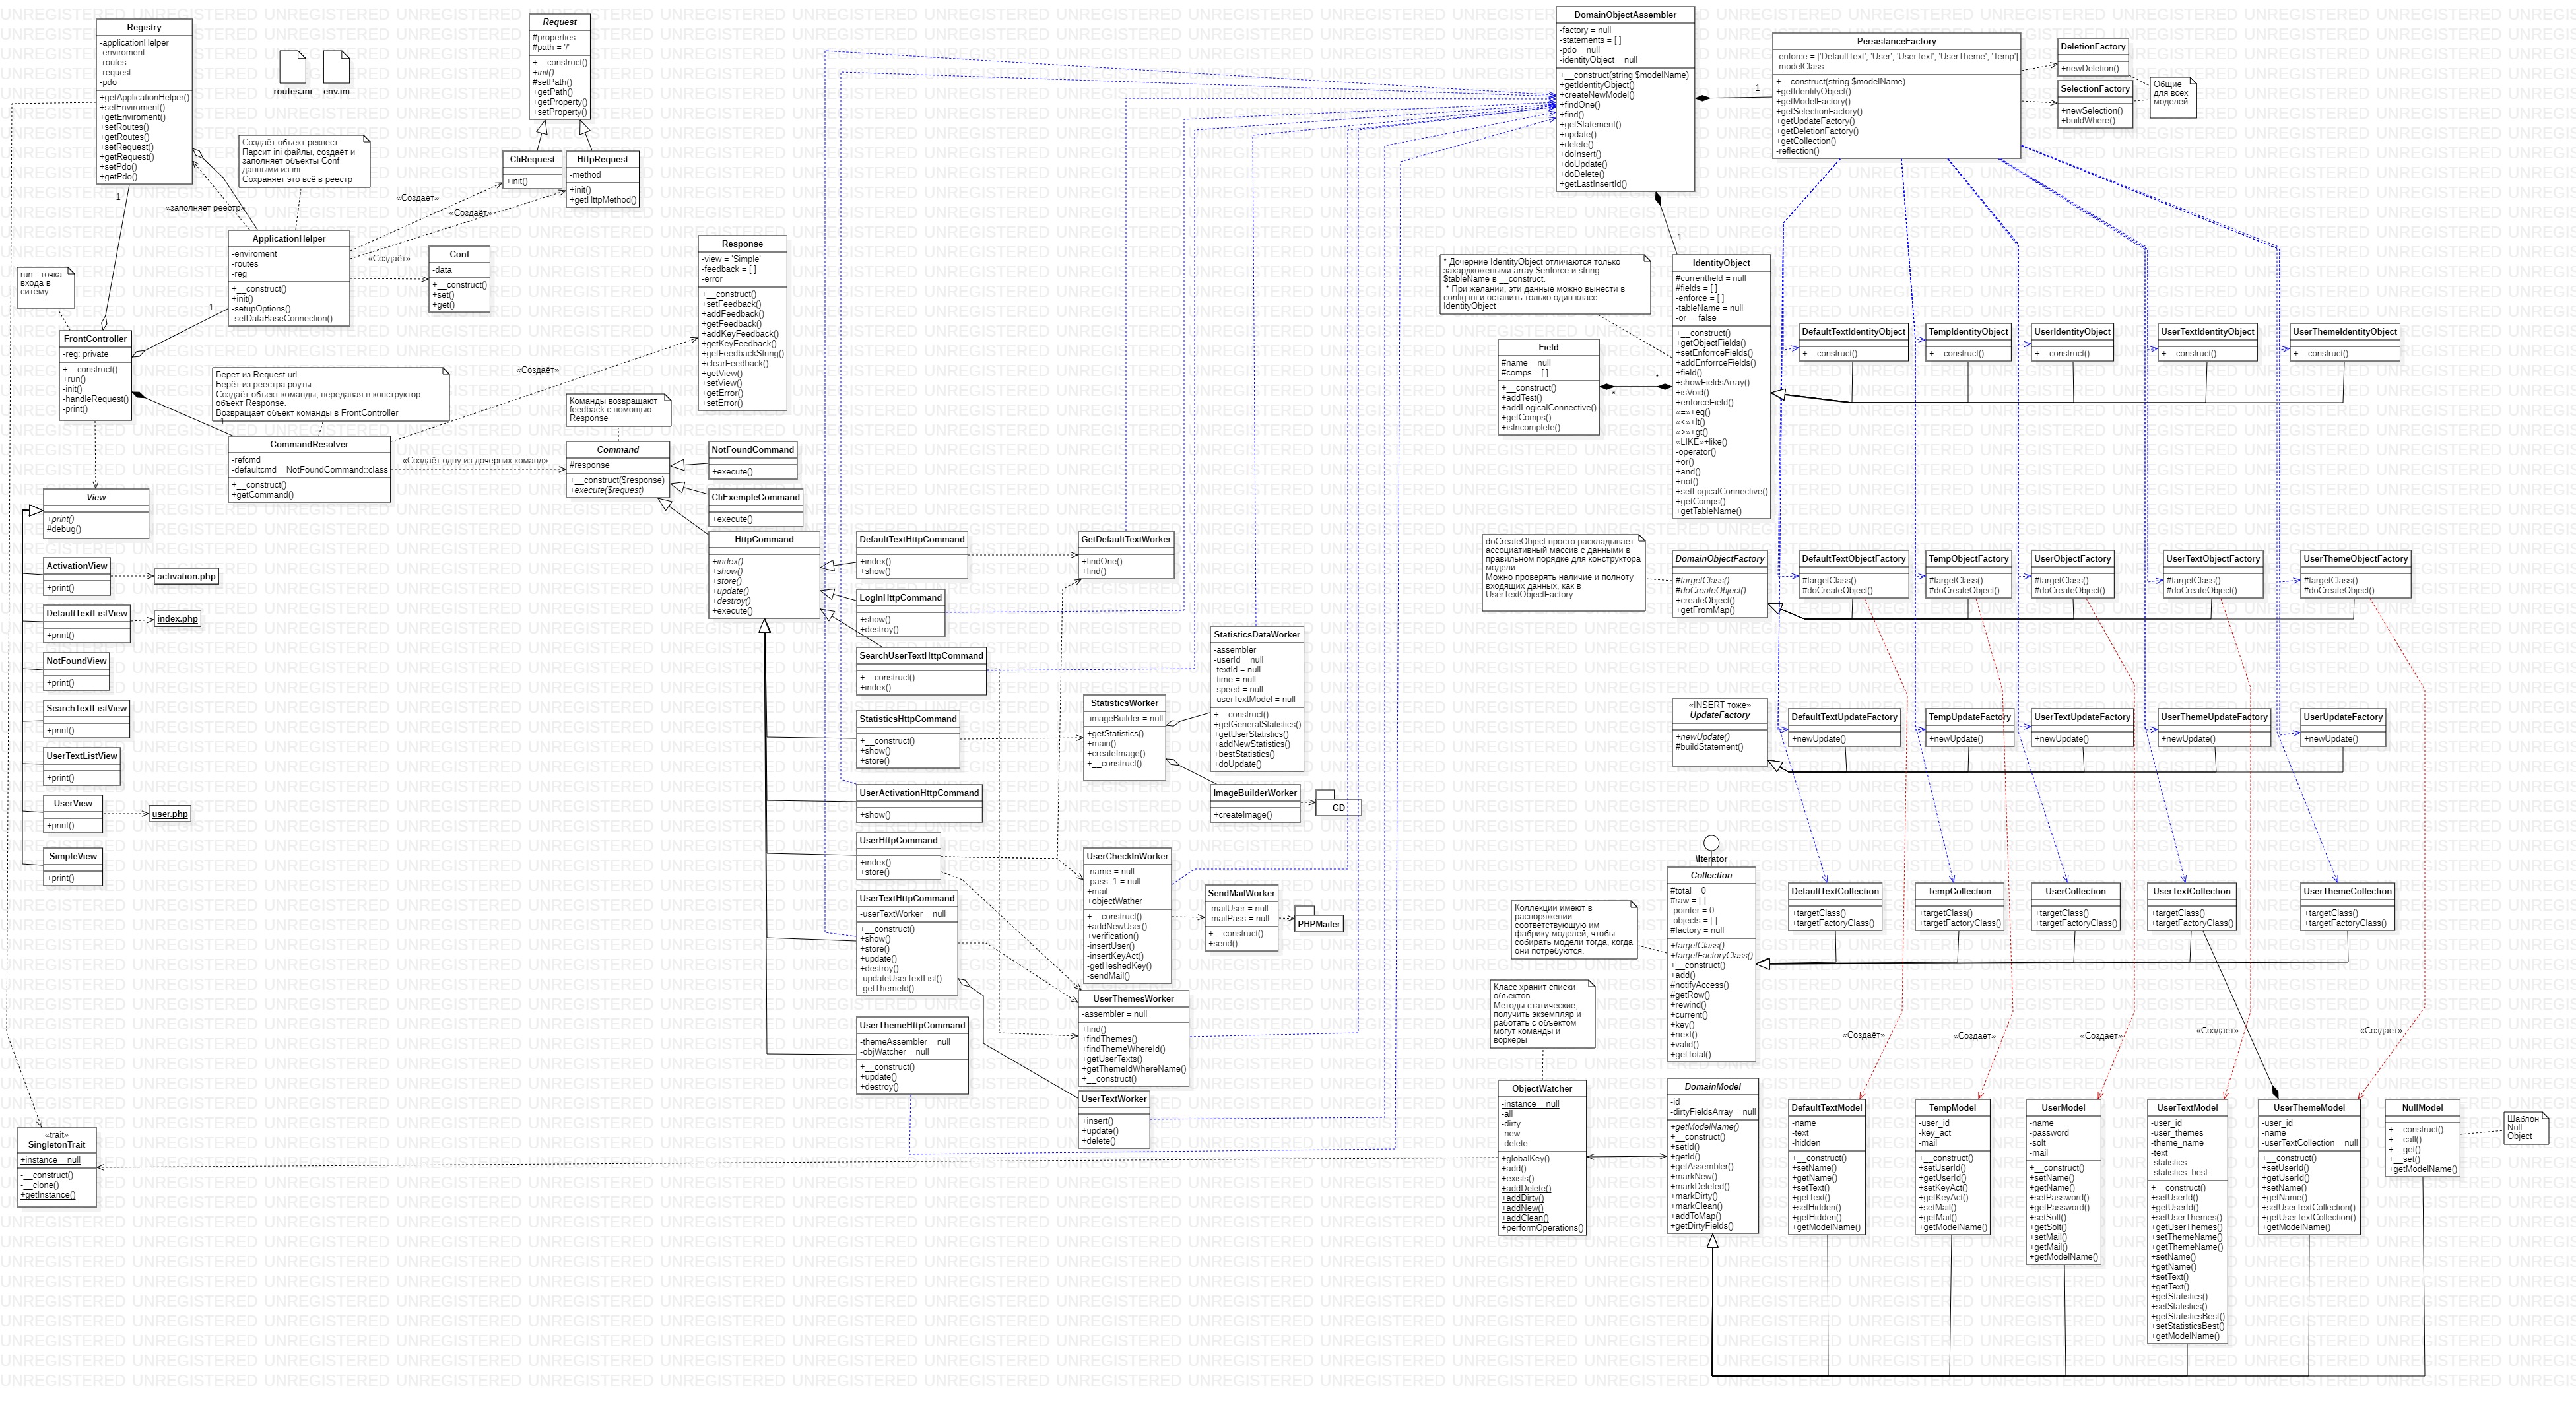 Registry
-applicationHelper
-enviroment
-routes
-request
-pdo
+getApplicationHelper()
+setEnviroment()
+getEnviroment()
+setRoutes()
+getRoutes()
+setRequest()
+getRequest()
+setPdo()
+getPdo()
routes.ini
env.ini
Request
#properties
#path = '/'
+__construct()
+init()
#setPath()
+getPath()
+getProperty()
+setProperty()
CliRequest
+init()
HttpRequest
-method
+init()
+getHttpMethod()
Создаёт объект реквест
Парсит ini файлы, создаёт и
заполняет объекты Conf
данными из ini.
Сохраняет это всё в реестр
«заполняет реестр»
«Создаёт»
«Создаёт»
«Создаёт»
1
ApplicationHelper
-enviroment
-routes
-reg
+__construct()
+init()
-setupOptions()
-setDataBaseConnection()
Conf
-data
+__construct()
+set()
+get()
run - точка
входа в
ситему
1
FrontController
-reg: private
+__construct()
+run()
-init()
-handleRequest()
-print()
Response
-view = 'Simple'
-feedback = [ ]
-error
+__construct()
+setFeedback()
+addFeedback()
+getFeedback()
+addKeyFeedback()
+getKeyFeedback()
+getFeedbackString()
+clearFeedback()
+getView()
+setView()
+getError()
+setError()
Берёт из Request url.
Берёт из реестра роуты.
Создаёт объект команды, передавая в конструктор
объект Response.
Возвращает объект команды в FrontController
1
«Создаёт»
CommandResolver
-refcmd
-defaultcmd = NotFoundCommand::class
+__construct()
+getCommand()
«Создаёт одну из дочерних команд»
Команды возвращают
feedback с помощью
Response
Command
#response
+__construct($response)
+execute($request)
NotFoundCommand
+execute()
CliExempleCommand
+execute()
HttpCommand
+index()
+show()
+store()
+update()
+destroy()
+execute()
View
+print()
#debug()
ActivationView
+print()
activation.php
DefaultTextListView
+print()
index.php
NotFoundView
+print()
SearchTextListView
+print()
UserTextListView
+print()
UserView
+print()
user.php
SimpleView
+print()
«trait»
SingletonTrait
+instance = null
-__construct()
-__clone()
+getInstance()
DefaultTextHttpCommand
+index()
+show()
LogInHttpCommand
+show()
+destroy()
SearchUserTextHttpCommand
+__construct()
+index()
StatisticsHttpCommand
+__construct()
+show()
+store()
UserActivationHttpCommand
+show()
UserHttpCommand
+index()
+store()
UserTextHttpCommand
-userTextWorker = null
+__construct()
+show()
+store()
+update()
+destroy()
-updateUserTextList()
-getThemeId()
UserThemeHttpCommand
-themeAssembler = null
-objWatcher = null
+__construct()
+update()
+destroy()
GetDefaultTextWorker
+findOne()
+find()
StatisticsWorker
-imageBuilder = null
+getStatistics()
+main()
+createImage()
+__construct()
StatisticsDataWorker
-assembler
-userId = null
-textId = null
-time = null
-speed = null
-userTextModel = null
+__construct()
+getGeneralStatistics()
+getUserStatistics()
+addNewStatistics()
+bestStatistics()
+doUpdate()
ImageBuilderWorker
+createImage()
GD
UserCheckInWorker
-name = null
-pass_1 = null
+mail
+objectWather
+__construct()
+addNewUser()
+verification()
-insertUser()
-insertKeyAct()
-getHeshedKey()
-sendMail()
SendMailWorker
-mailUser = null
-mailPass = null
+__construct()
+send()
PHPMailer
UserThemesWorker
-assembler = null
+find()
+findThemes()
+findThemeWhereId()
+getUserTexts()
+getThemeIdWhereName()
+__construct()
UserTextWorker
+insert()
+update()
+delete()
DomainObjectAssembler
-factory = null
-statements = [ ]
-pdo = null
-identityObject = null
+__construct(string $modelName)
+getIdentityObject()
+createNewModel()
+findOne()
+find()
+getStatement()
+update()
+delete()
+doInsert()
+doUpdate()
+doDelete()
+getLastInsertId()
1
PersistanceFactory
-enforce = ['DefaultText', 'User', 'UserText', 'UserTheme', 'Temp']
-modelClass
+__construct(string $modelName)
+getIdentityObject()
+getModelFactory()
+getSelectionFactory()
+getUpdateFactory()
+getDeletionFactory()
+getCollection()
-reflection()
DeletionFactory
+newDeletion()
SelectionFactory
+newSelection()
+buildWhere()
Общие
для всех
моделей
1
* Дочерние IdentityObject отличаются только
захардкожеными array $enforce и string
$tableName в __construct.
* При желании, эти данные можно вынести в
config.ini и оставить только один класс
IdentityObject
Field
#name = null
#comps = [ ]
+__construct()
+addTest()
+addLogicalConnective()
+getComps()
+isIncomplete()
*
*
IdentityObject
#currentfield = null
#fields = [ ]
-enforce = [ ]
-tableName = null
-or = false
+__construct()
+getObjectFields()
+setEnforrceFields()
+addEnforrceFields()
+field()
+showFieldsArray()
+isVoid()
+enforceField()
«=»+eq()
«<»+lt()
«>»+gt()
«LIKE»+like()
-operator()
+or()
+and()
+not()
+setLogicalConnective()
+getComps()
+getTableName()
DefaultTextIdentityObject
+__construct()
TempIdentityObject
+__construct()
UserIdentityObject
+__construct()
UserTextIdentityObject
+__construct()
UserThemeIdentityObject
+__construct()
doCreateObject просто раскладывает
ассоциативный массив с данными в
правильном порядке для конструктора
модели.
Можно проверять наличие и полноту
входящих данных, как в
UserTextObjectFactory
DomainObjectFactory
#targetClass()
#doCreateObject()
+createObject()
+getFromMap()
DefaultTextObjectFactory
#targetClass()
#doCreateObject()
TempObjectFactory
#targetClass()
#doCreateObject()
UserObjectFactory
#targetClass()
#doCreateObject()
UserTextObjectFactory
#targetClass()
#doCreateObject()
UserThemeObjectFactory
#targetClass()
#doCreateObject()
«INSERT тоже»
UpdateFactory
+newUpdate()
#buildStatement()
DefaultTextUpdateFactory
+newUpdate()
TempUpdateFactory
+newUpdate()
UserTextUpdateFactory
+newUpdate()
UserThemeUpdateFactory
+newUpdate()
UserUpdateFactory
+newUpdate()
\Iterator
Коллекции имеют в
распоряжении
соответствующую им
фабрику моделей, чтобы
собирать модели тогда, когда
они потребуются.
Collection
#total = 0
#raw = [ ]
-pointer = 0
-objects = [ ]
#factory = null
+targetClass()
+targetFactoryClass()
+__construct()
+add()
#notifyAccess()
#getRow()
+rewind()
+current()
+key()
+next()
+valid()
+getTotal()
DefaultTextCollection
+targetClass()
+targetFactoryClass()
TempCollection
+targetClass()
+targetFactoryClass()
UserCollection
+targetClass()
+targetFactoryClass()
UserTextCollection
+targetClass()
+targetFactoryClass()
UserThemeCollection
+targetClass()
+targetFactoryClass()
Класс хранит списки
объектов.
Методы статические,
получить экземпляр и
работать с объектом
могут команды и
воркеры
«Создаёт»
«Создаёт»
«Создаёт»
«Создаёт»
«Создаёт»
ObjectWatcher
-instance = null
-all
-dirty
-new
-delete
+globalKey()
+add()
+exists()
+addDelete()
+addDirty()
+addNew()
+addClean()
+performOperations()
DomainModel
-id
-dirtyFieldsArray = null
+getModelName()
+__construct()
+setId()
+getId()
+getAssembler()
+markNew()
+markDeleted()
+markDirty()
+markClean()
+addToMap()
+getDirtyFields()
DefaultTextModel
-name
-text
-hidden
+__construct()
+setName()
+getName()
+setText()
+getText()
+setHidden()
+getHidden()
+getModelName()
TempModel
-user_id
-key_act
-mail
+__construct()
+setUserId()
+getUserId()
+setKeyAct()
+getKeyAct()
+setMail()
+getMail()
+getModelName()
UserModel
-name
-password
-solt
-mail
+__construct()
+setName()
+getName()
+setPassword()
+getPassword()
+setSolt()
+getSolt()
+setMail()
+getMail()
+getModelName()
UserTextModel
-user_id
-user_themes
-theme_name
-text
-statistics
-statistics_best
+__construct()
+setUserId()
+getUserId()
+setUserThemes()
+getUserThemes()
+setThemeName()
+getThemeName()
+setName()
+getName()
+setText()
+getText()
+getStatistics()
+setStatistics()
+getStatisticsBest()
+setStatisticsBest()
+getModelName()
UserThemeModel
-user_id
-name
-userTextCollection = null
+__construct()
+setUserId()
+getUserId()
+setName()
+getName()
+setUserTextCollection()
+getUserTextCollection()
+getModelName()
NullModel
+__construct()
+__call()
+__get()
+__set()
+getModelName()
Шаблон
Null
Object